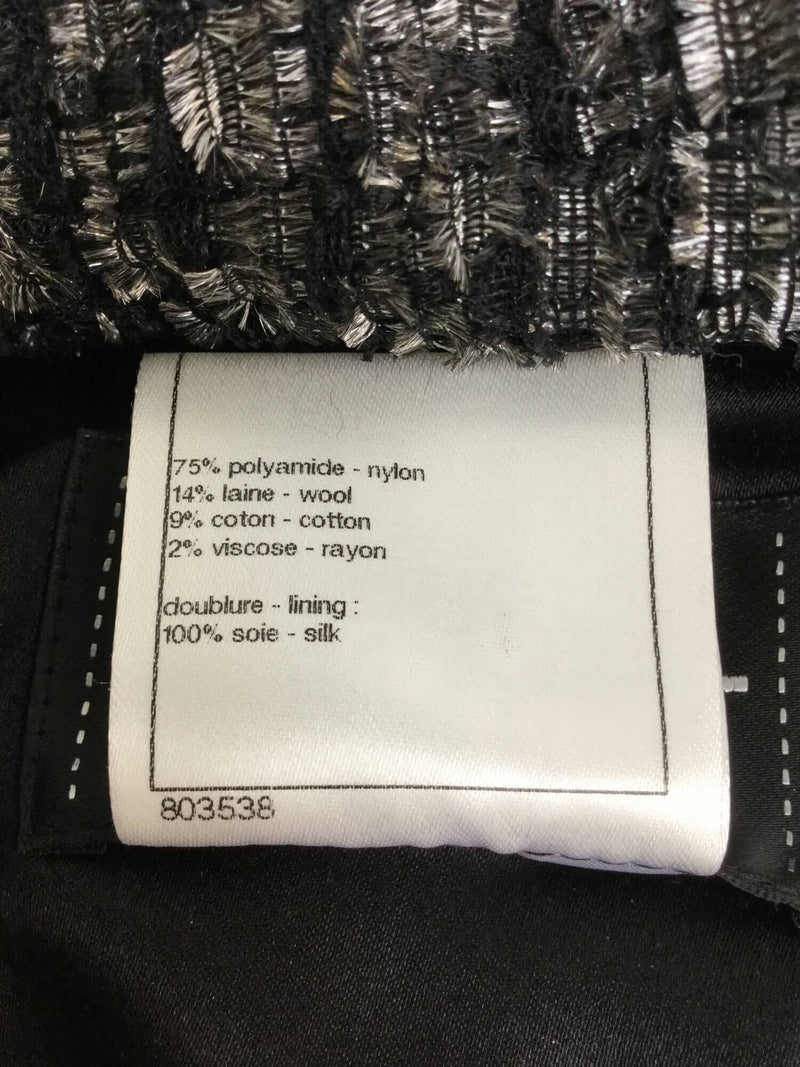 75% polyamide - nylon
14% laine - wool
9% coton - cotton
2% viscose - rayon
doublure - lining :
100% soie - silk
803538